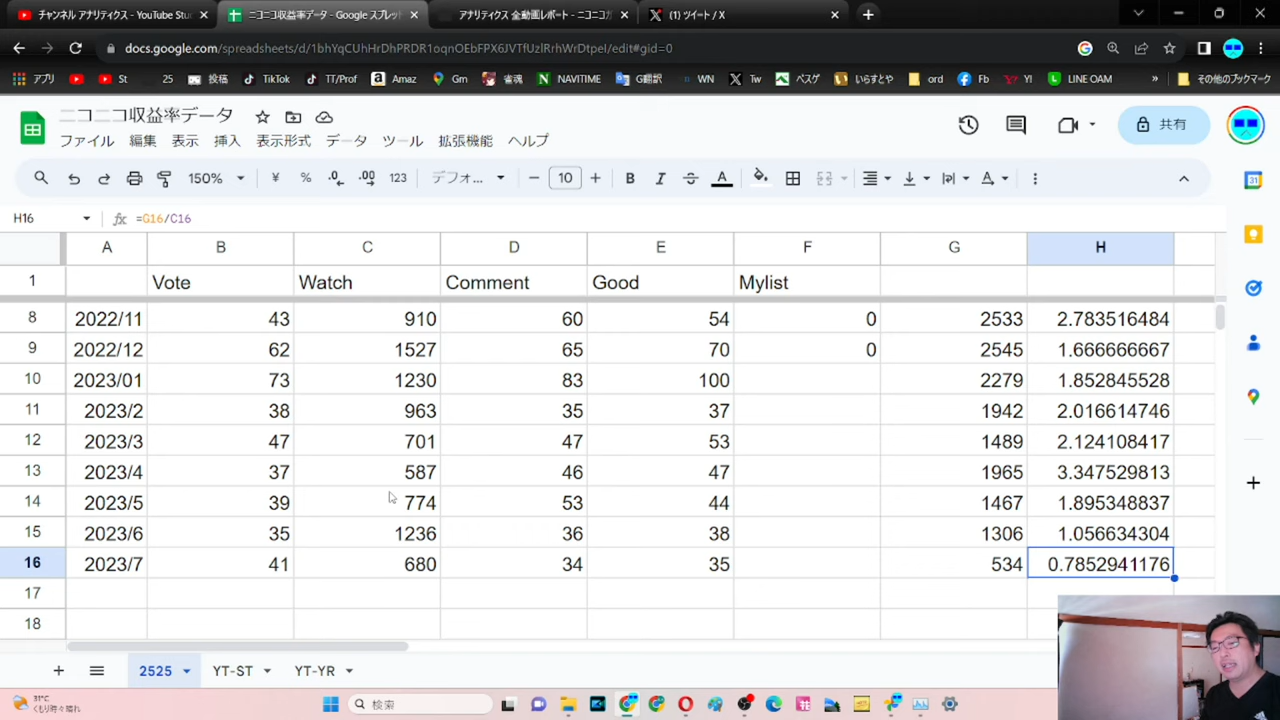 チャンネル アナリティクス - YouTube Stu
ニコニコ収益率データ - Google スプレッ
アナリティクス 全動画レポート - ニコニコガ
(1) ツイート / X
docs.google.com/spreadsheets/d/1bhYqCUhHrDhPRDR1oqnOEbFPX6JVTfUzlRrhWrDtpeI/edit#gid=0
アプリ St 25 投稿 TikTok TT/Prof Amaz Gm 雀魂 NAVITIME G翻訳 WN Tw ベスゲ いらすとや ord Fb Y! LINE OAM » その他のブックマーク
ニコニコ収益率データ
ファイル 編集 表示 挿入 表示形式 データ ツール 拡張機能 ヘルプ
共有
150% ¥ % .0 .00 123 デフォ... 10 B I A
H16 fx =G16/C16
A B C D E F G H
1 Vote Watch Comment Good Mylist
8 2022/11 43 910 60 54 0 2533 2.783516484
9 2022/12 62 1527 65 70 0 2545 1.666666667
10 2023/01 73 1230 83 100 2279 1.852845528
11 2023/2 38 963 35 37 1942 2.016614746
12 2023/3 47 701 47 53 1489 2.124108417
13 2023/4 37 587 46 47 1965 3.347529813
14 2023/5 39 774 53 44 1467 1.895348837
15 2023/6 35 1236 36 38 1306 1.056634304
16 2023/7 41 680 34 35 534 0.7852941176
17
18
2525 YT-ST YT-YR
31°C
くもり時々晴れ
検索